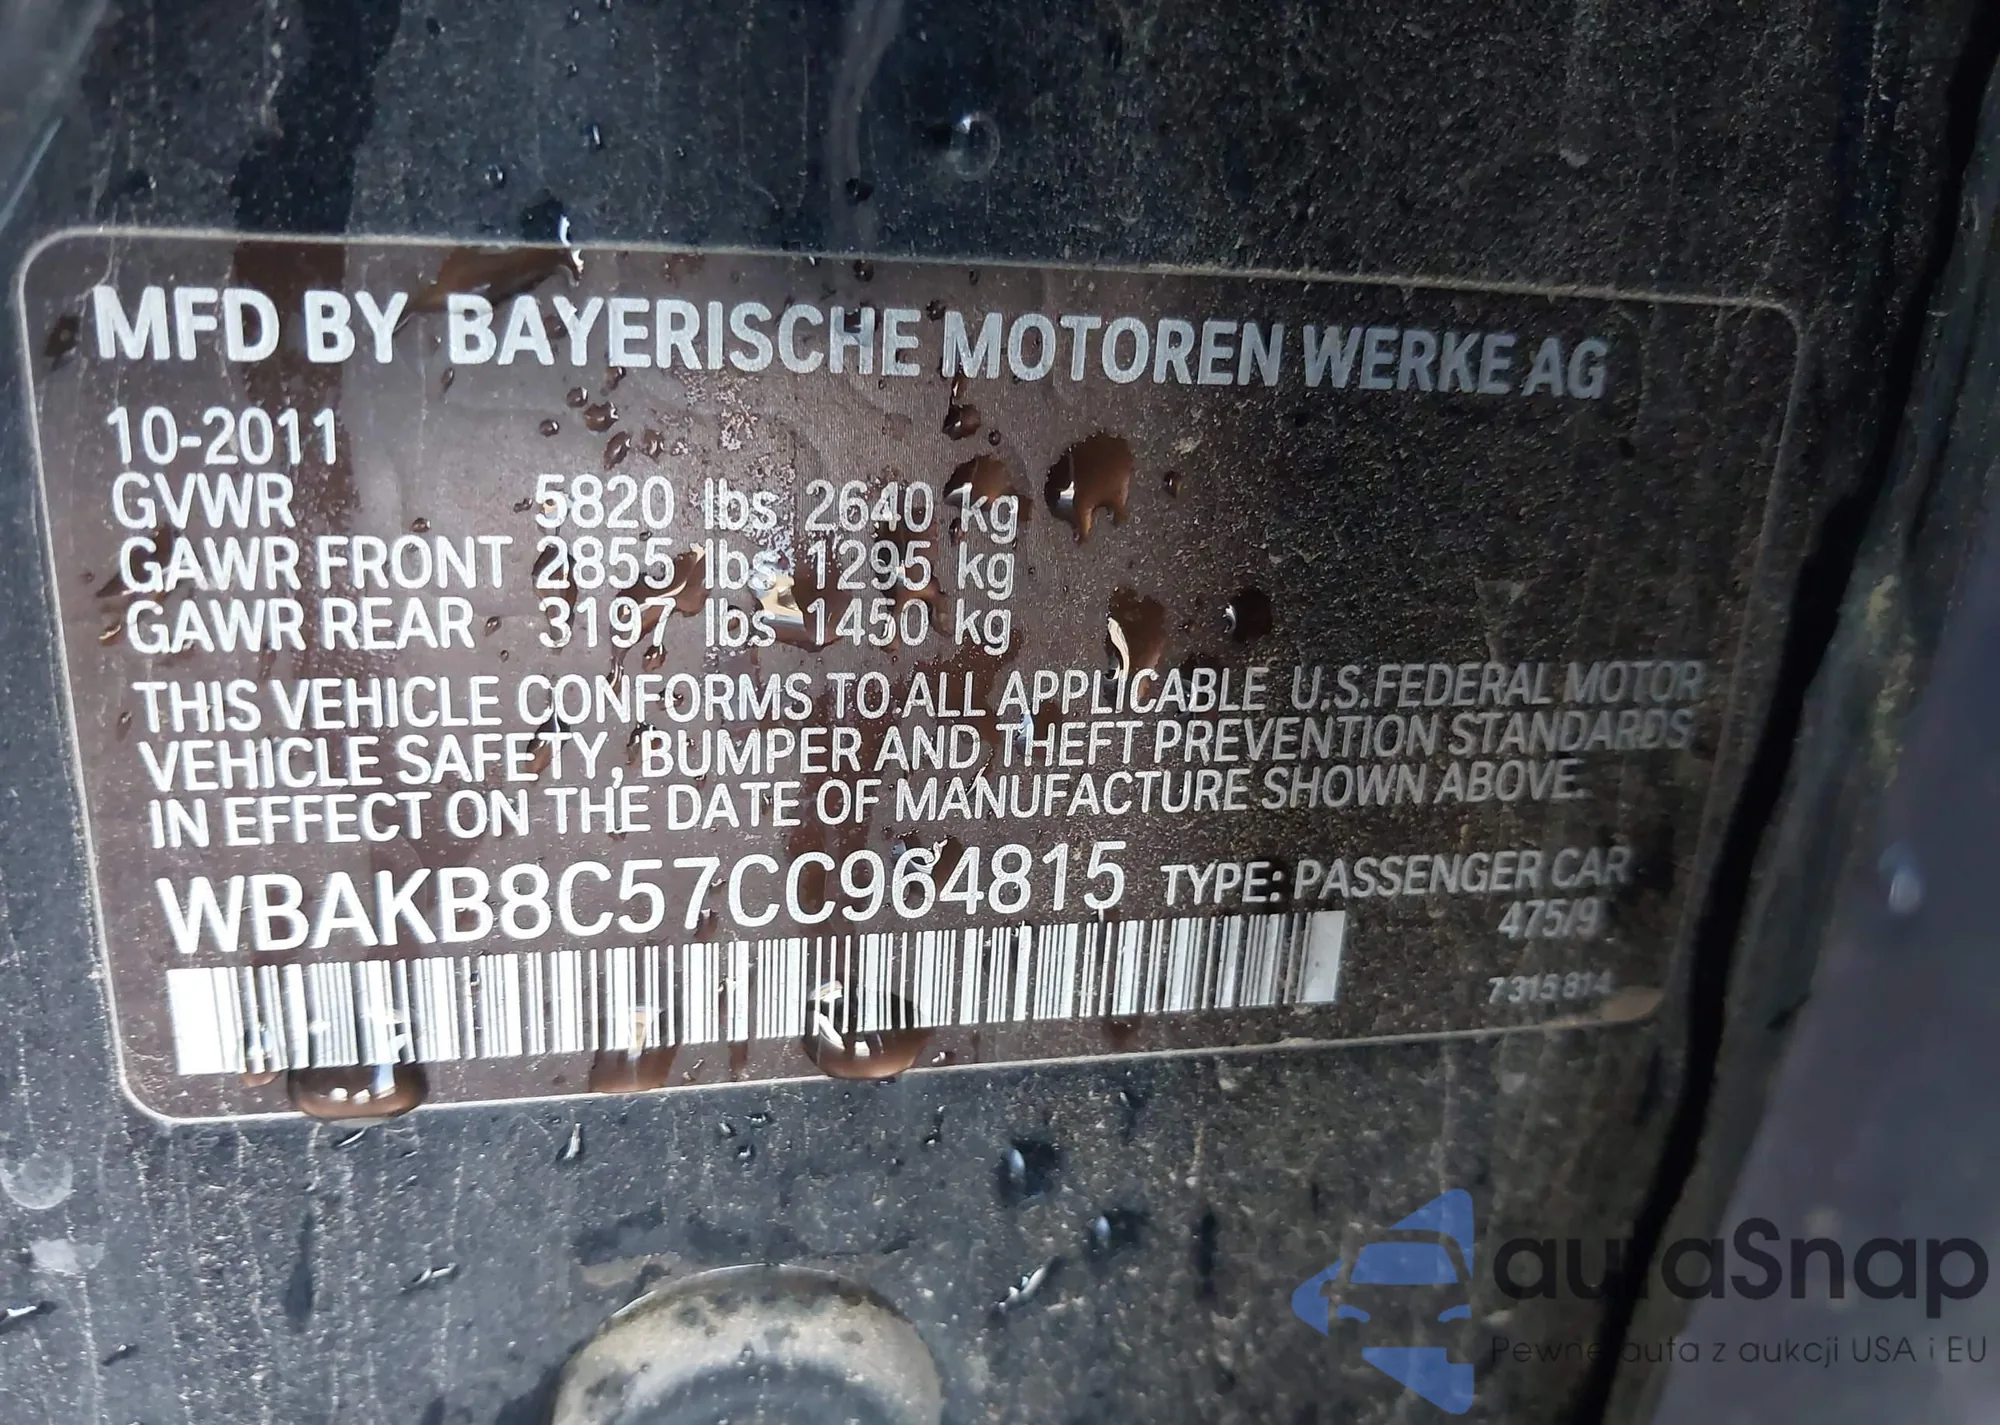 MFD BY BAYERISCHE MOTOREN WERKE AG
10-2011
GVWR 5820 lbs 2640 kg
GAWR FRONT 2855 lbs 1295 kg
GAWR REAR 3197 lbs 1450 kg
THIS VEHICLE CONFORMS TO ALL APPLICABLE U.S.FEDERAL MOTOR
VEHICLE SAFETY, BUMPER AND THEFT PREVENTION STANDARDS
IN EFFECT ON THE DATE OF MANUFACTURE SHOWN ABOVE.
WBAKB8C57CC964815 TYPE: PASSENGER CAR
475/9
7 315 814
auraSnap
Pewne auta z aukcji USA i EU